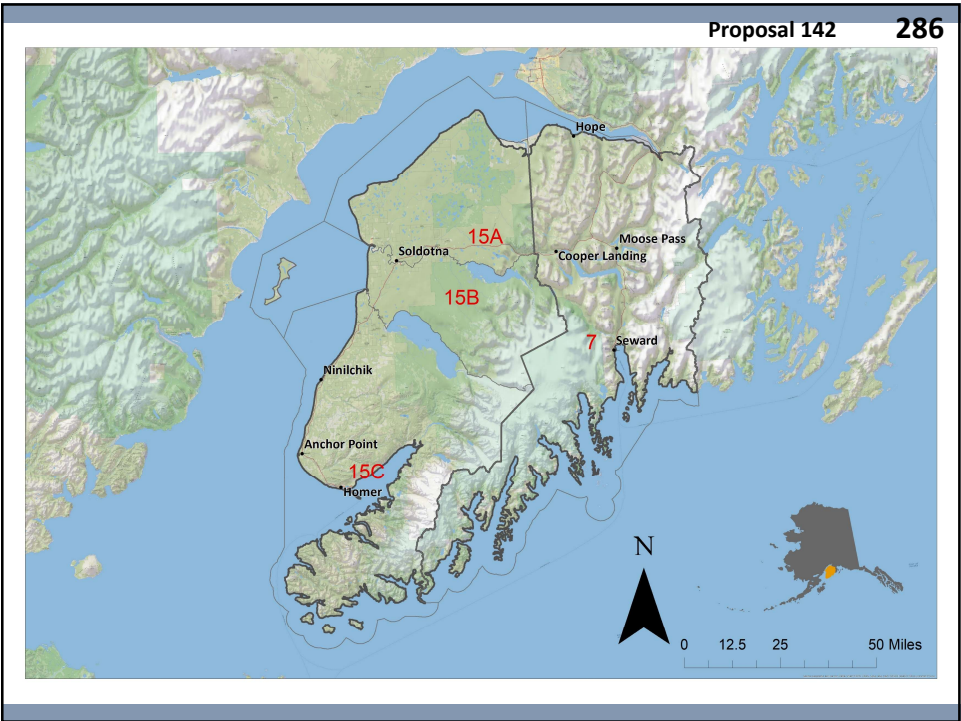 Proposal 142 286
Hope
15A
Moose Pass
Soldotna
Cooper Landing
15B
7
Seward
Ninilchik
Anchor Point
15C
Homer
N
0 12.5 25 50 Miles